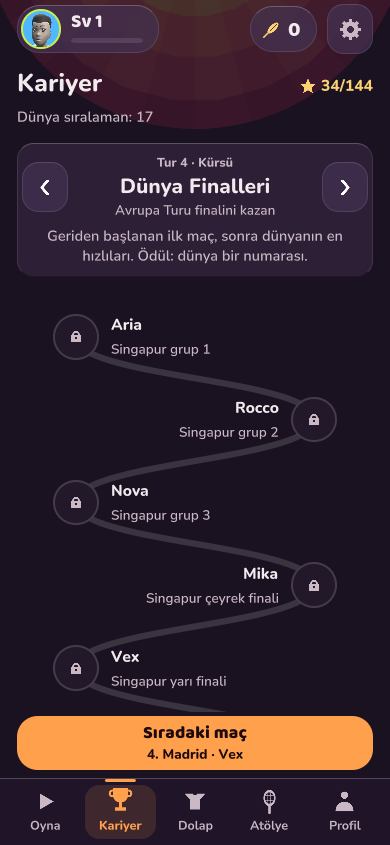 Sv 1
0
Kariyer
34/144
Dünya sıralaman: 17
Tur 4 · Kürsü
Dünya Finalleri
Avrupa Turu finalini kazan
Geriden başlanan ilk maç, sonra dünyanın en
hızlıları. Ödül: dünya bir numarası.
Aria
Singapur grup 1
Rocco
Singapur grup 2
Nova
Singapur grup 3
Mika
Singapur çeyrek finali
Vex
Singapur yarı finali
Sıradaki maç
4. Madrid · Vex
Oyna
Kariyer
Dolap
Atölye
Profil